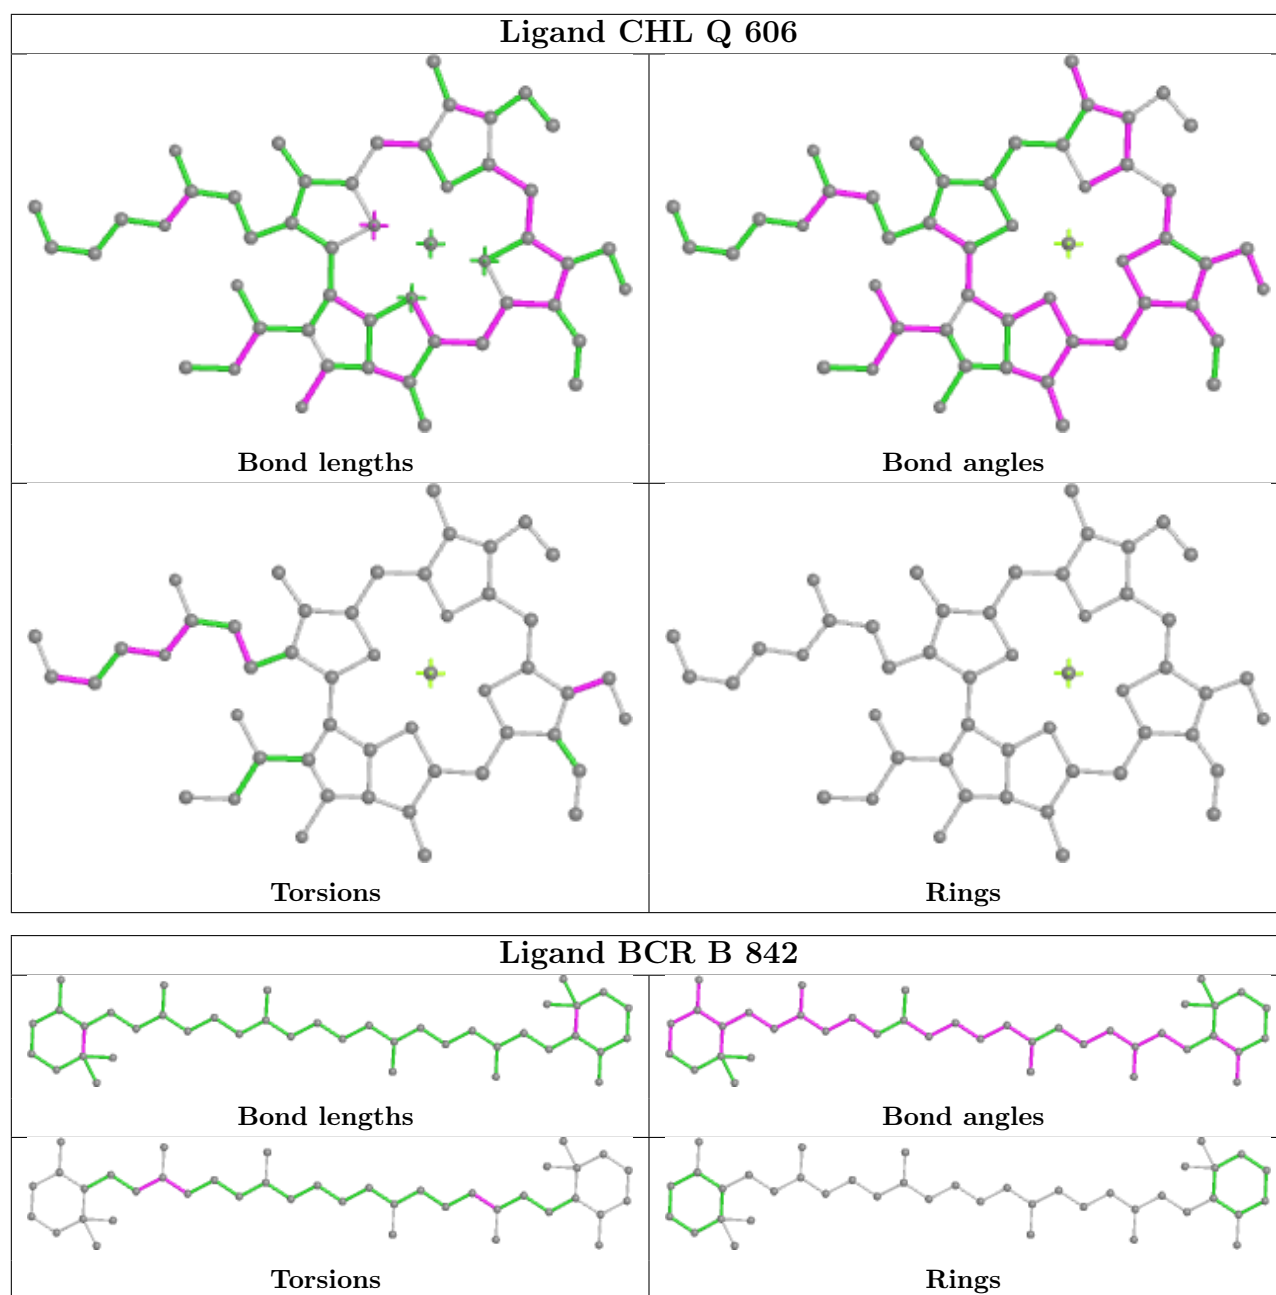 Ligand CHL Q 606
Bond lengths
Bond angles
Torsions
Rings
Ligand BCR B 842
Bond lengths
Bond angles
Torsions
Rings